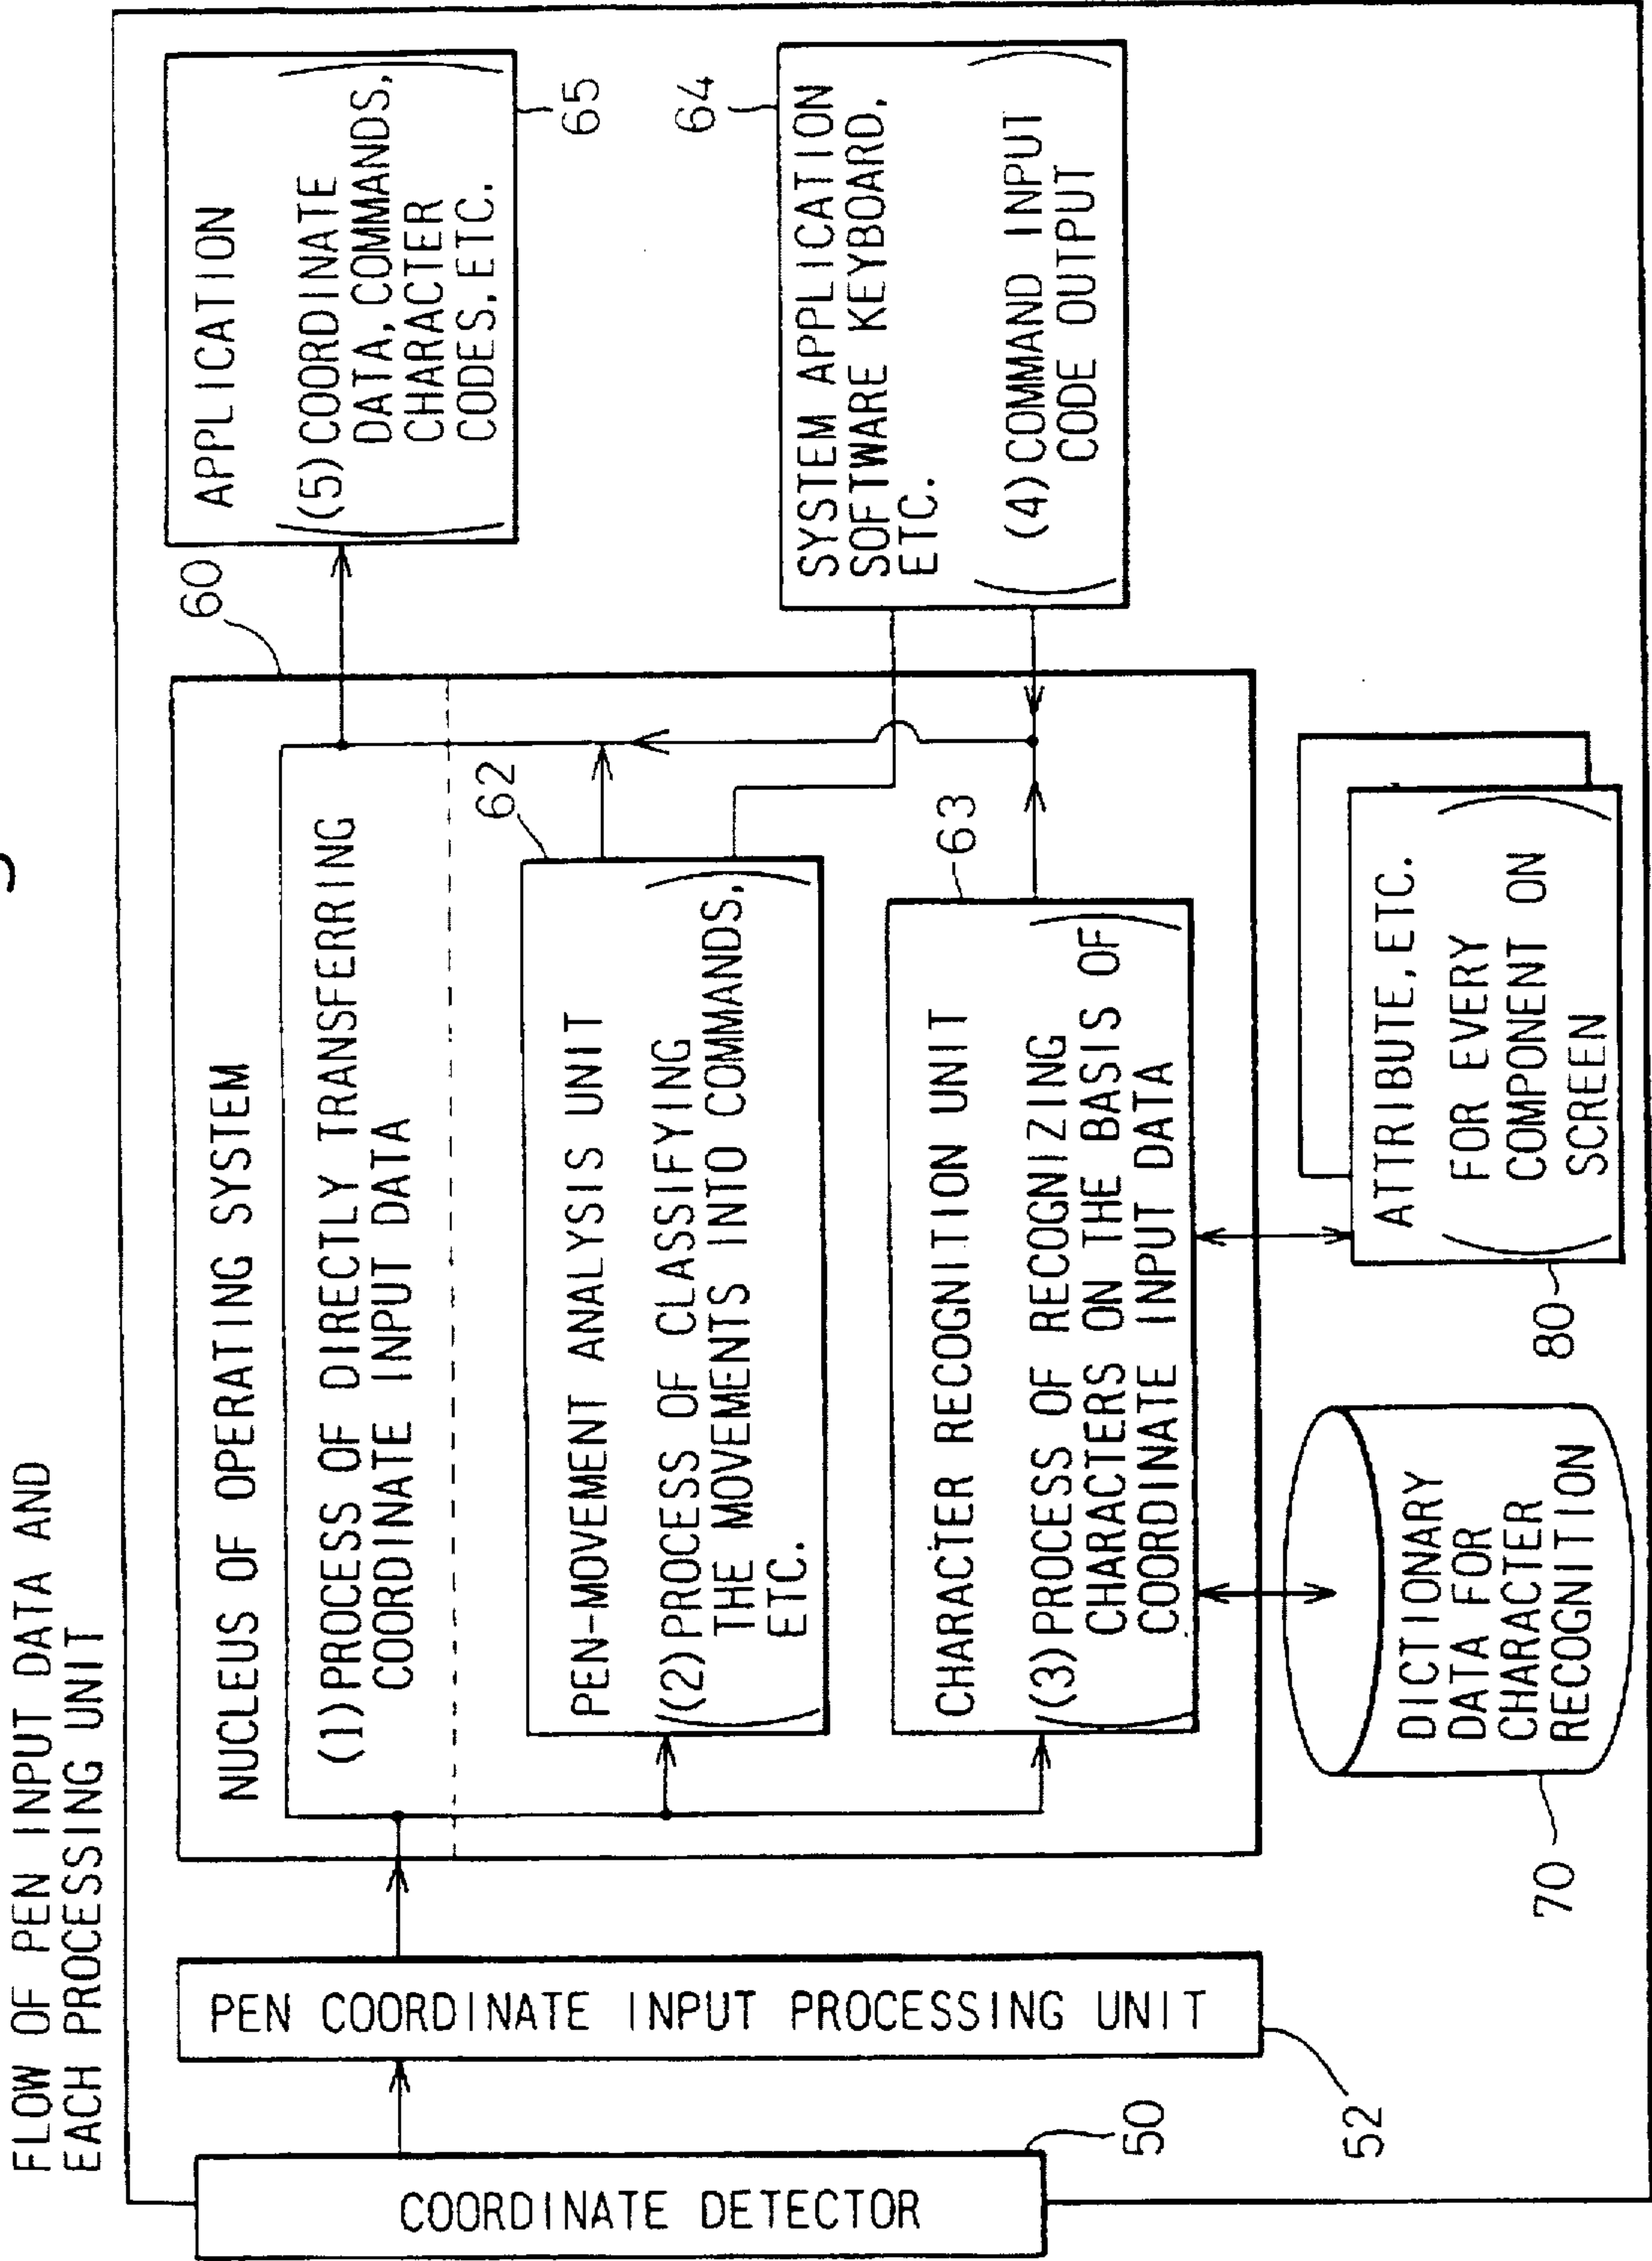 FLOW OF PEN INPUT DATA AND
EACH PROCESSING UNIT
COORDINATE DETECTOR
50
PEN COORDINATE INPUT PROCESSING UNIT
52
60
NUCLEUS OF OPERATING SYSTEM
(1) PROCESS OF DIRECTLY TRANSFERRING
COORDINATE INPUT DATA
62
PEN-MOVEMENT ANALYSIS UNIT
(2) PROCESS OF CLASSIFYING
THE MOVEMENTS INTO COMMANDS,
ETC.
63
CHARACTER RECOGNITION UNIT
(3) PROCESS OF RECOGNIZING
CHARACTERS ON THE BASIS OF
COORDINATE INPUT DATA
DICTIONARY
DATA FOR
CHARACTER
RECOGNITION
70
ATTRIBUTE, ETC.
FOR EVERY
COMPONENT ON
SCREEN
80
APPLICATION
(5) COORDINATE
DATA, COMMANDS,
CHARACTER
CODES, ETC.
65
64
SYSTEM APPLICATION
SOFTWARE KEYBOARD,
ETC.
(4) COMMAND INPUT
CODE OUTPUT